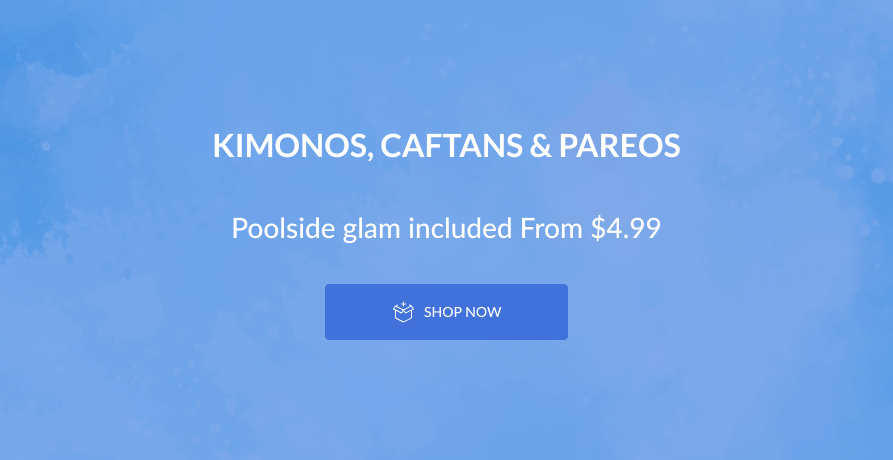 KIMONOS, CAFTANS & PAREOS
Poolside glam included From $4.99
SHOP NOW